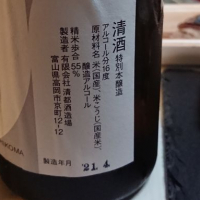 清酒 特別本醸造
アルコール分16度
原材料名 米(国産)、米こうじ(国産米)、
醸造アルコール
精米歩合55%
製造者 有限会社清都酒造場
富山県高岡市京町12-12
製造年月